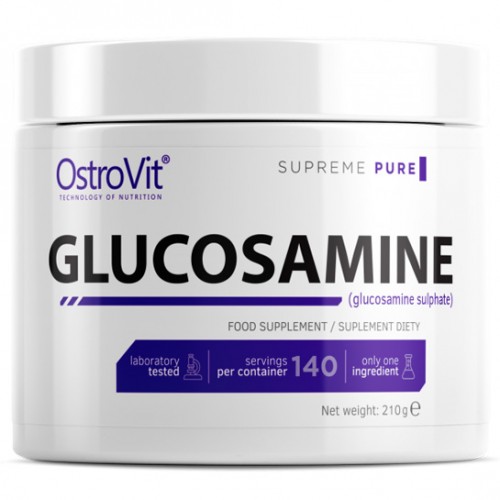 OstroVit®
TECHNOLOGY OF NUTRITION
SUPREME PURE
GLUCOSAMINE
(glucosamine sulphate)
FOOD SUPPLEMENT / SUPLEMENT DIETY
laboratory
tested
servings
per container 140
only one
ingredient
Net weight: 210g ℮